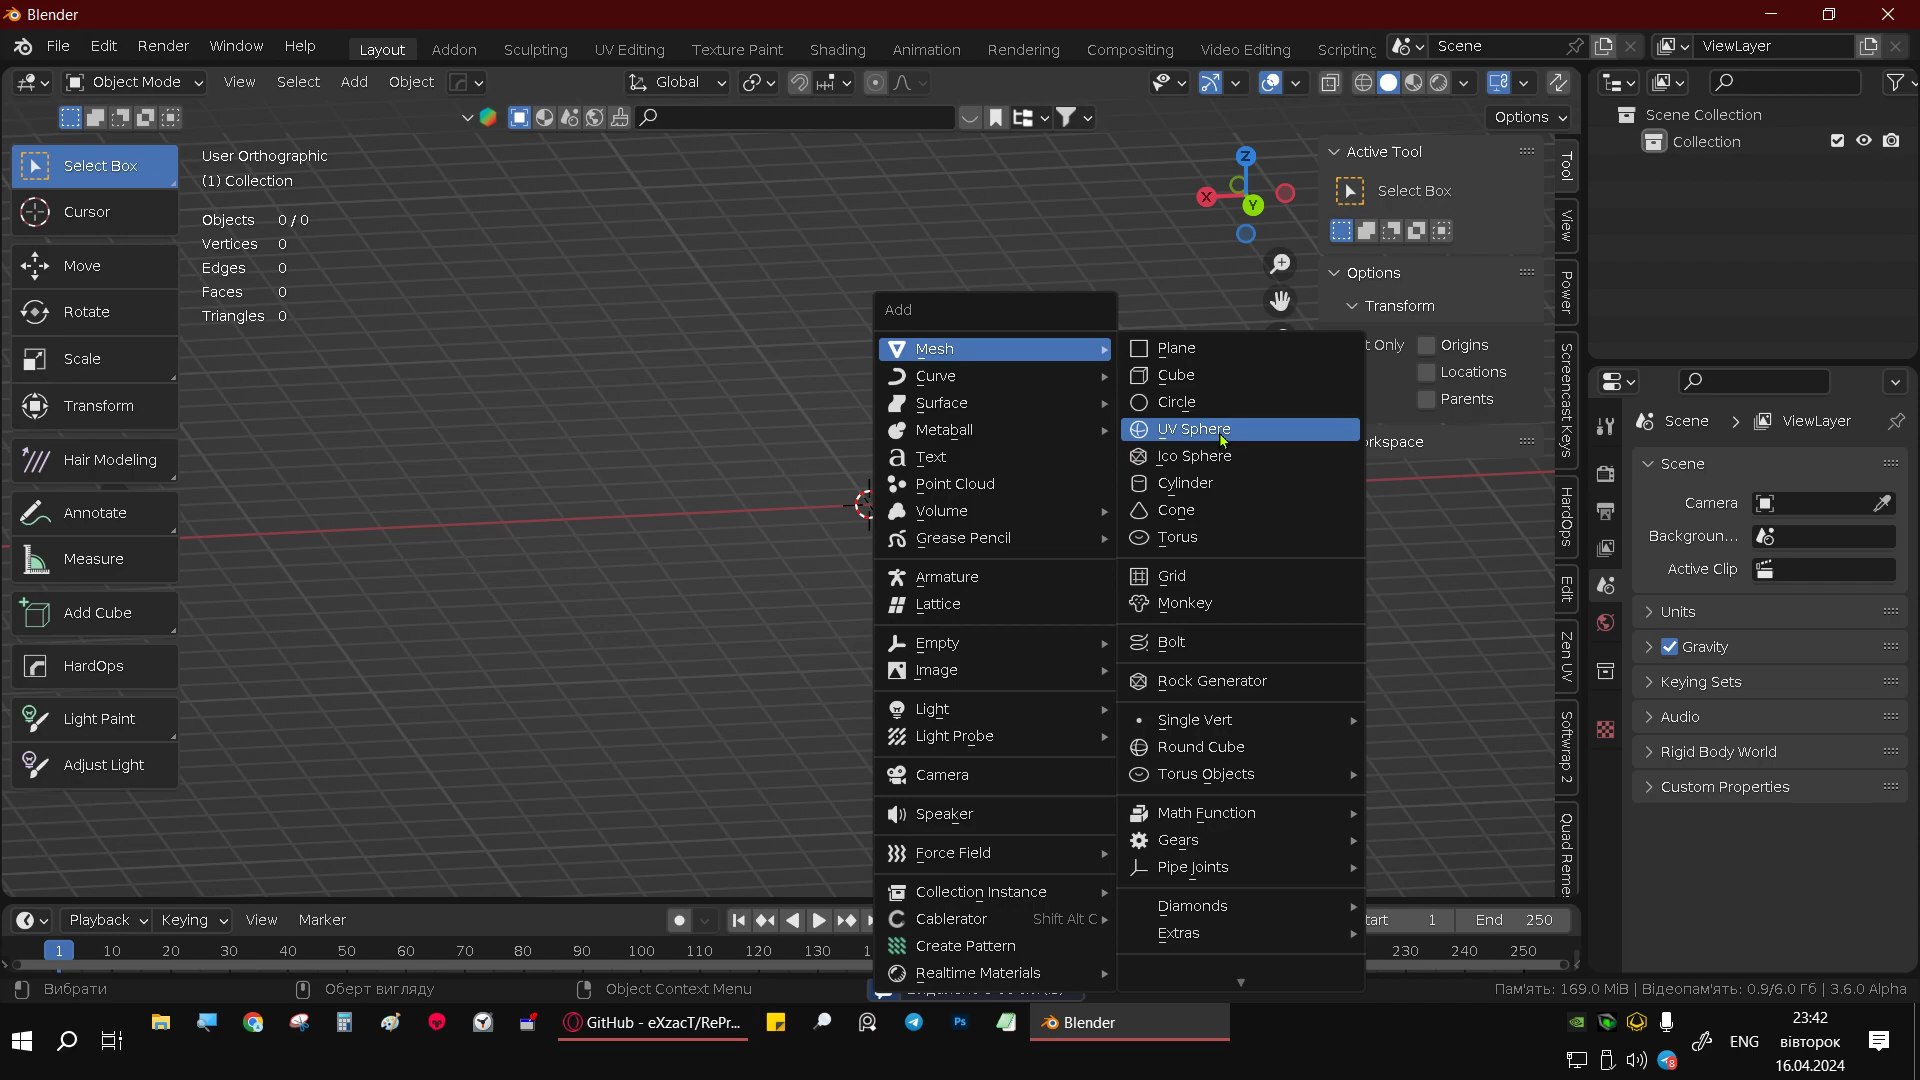 Blender
File Edit Render Window Help Layout Addon Sculpting UV Editing Texture Paint Shading Animation Rendering Compositing Video Editing Scripting Scene ViewLayer
Object Mode View Select Add Object Global
Options
Select Box
Cursor
Move
Rotate
Scale
Transform
Hair Modeling
Annotate
Measure
Add Cube
HardOps
Light Paint
Adjust Light
User Orthographic
(1) Collection
Objects 0 / 0
Vertices 0
Edges 0
Faces 0
Triangles 0
Z
X
Y
Add
Mesh
Curve
Surface
Metaball
Text
Point Cloud
Volume
Grease Pencil
Armature
Lattice
Empty
Image
Light
Light Probe
Camera
Speaker
Force Field
Collection Instance
Cablerator Shift Alt C
Create Pattern
Realtime Materials
Plane
Cube
Circle
UV Sphere
Ico Sphere
Cylinder
Cone
Torus
Grid
Monkey
Bolt
Rock Generator
Single Vert
Round Cube
Torus Objects
Math Function
Gears
Pipe Joints
Diamonds
Extras
Active Tool
Select Box
Options
Transform
t Only Origins
Locations
Parents
orkspace
Tool
View
Power
Screencast Keys
HardOps
Edit
Zen UV
Softwrap 2
Quad Reme
Scene Collection
Collection
Scene ViewLayer
Scene
Camera
Backgroun...
Active Clip
Units
Gravity
Keying Sets
Audio
Rigid Body World
Custom Properties
Playback Keying View Marker
tart 1 End 250
1 10 20 30 40 50 60 70 80 90 100 110 120 130 1 230 240 250
Вибрати Оберт вигляду Object Context Menu
Пам'ять: 169.0 MiB | Відеопам'ять: 0.9/6.0 Гб | 3.6.0 Alpha
GitHub - eXzacT/RePr... Ps Blender
8
ENG
23:42
вівторок
16.04.2024